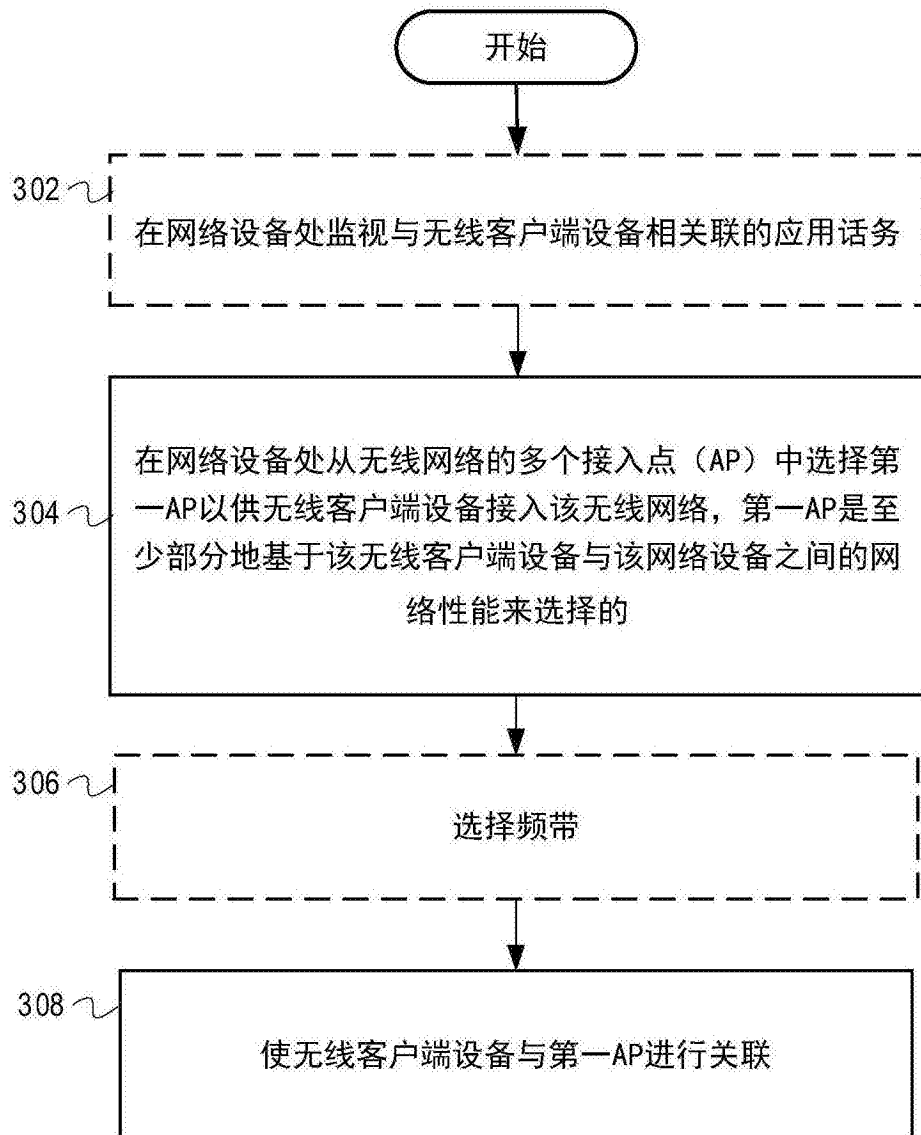 开始
302
在网络设备处监视与无线客户端设备相关联的应用话务
304
在网络设备处从无线网络的多个接入点（AP）中选择第
一AP以供无线客户端设备接入该无线网络，第一AP是至
少部分地基于该无线客户端设备与该网络设备之间的网
络性能来选择的
306
选择频带
308
使无线客户端设备与第一AP进行关联